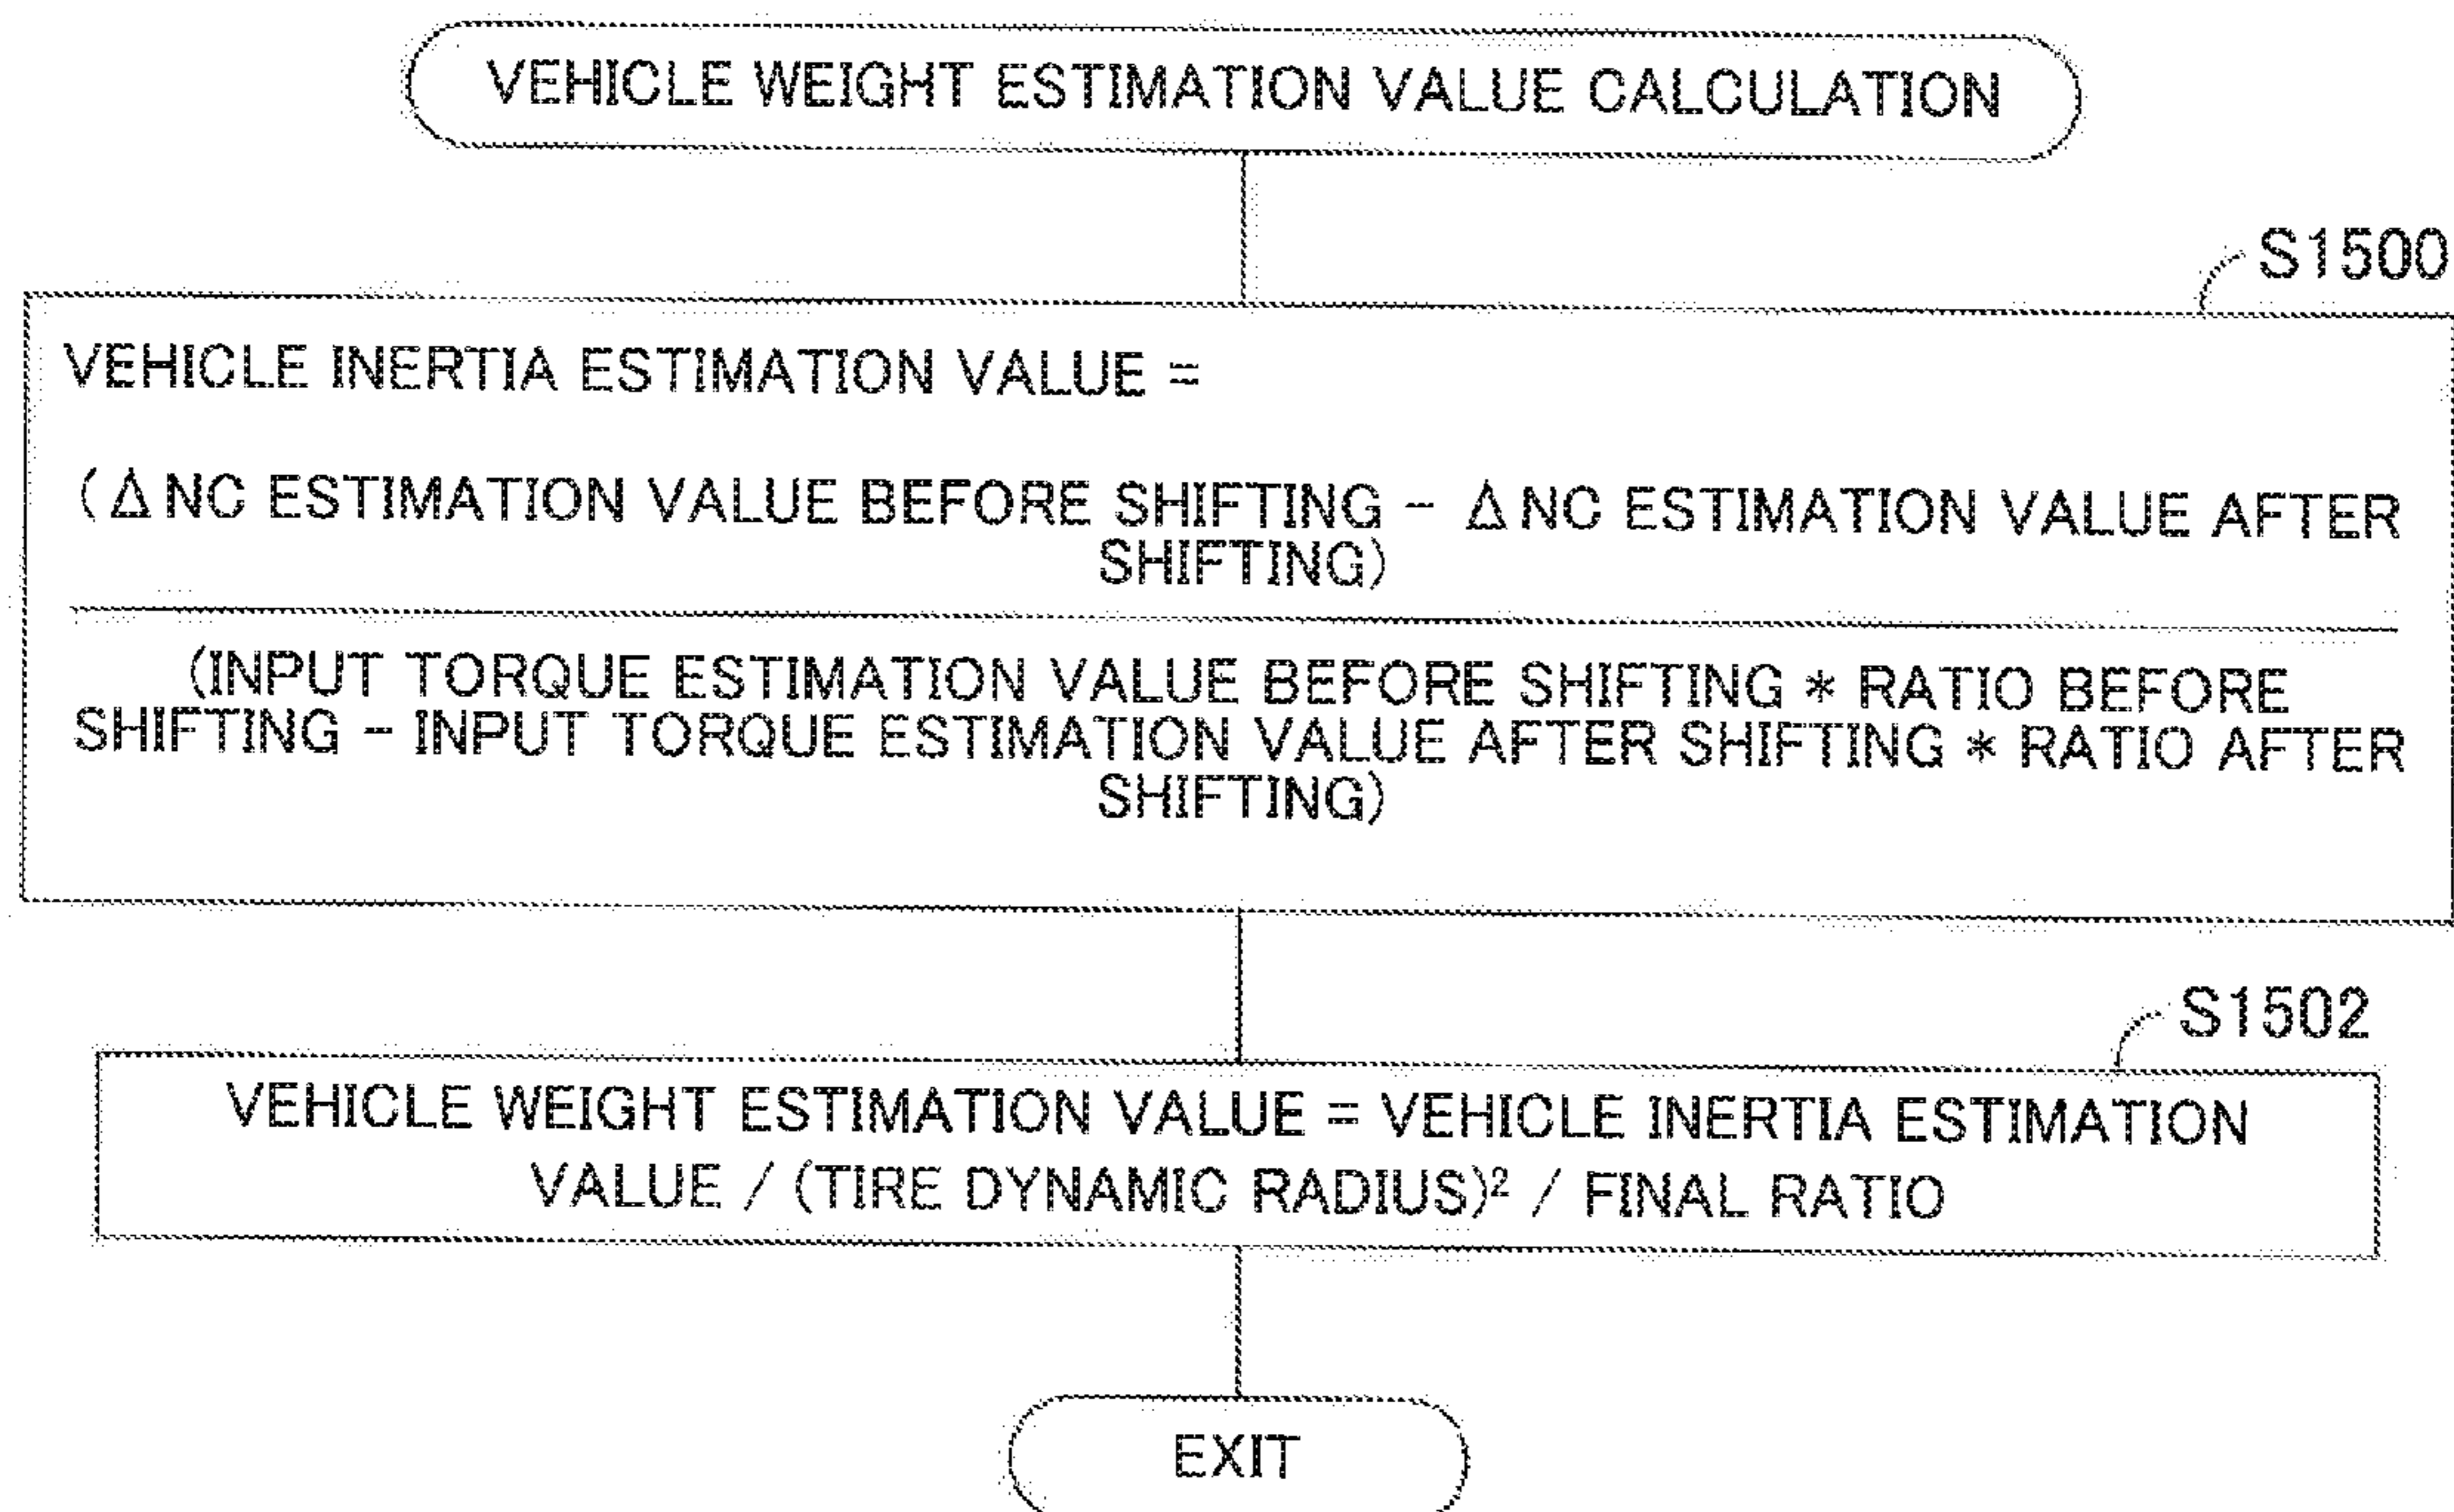 VEHICLE WEIGHT ESTIMATION VALUE CALCULATION
S1500
VEHICLE INERTIA ESTIMATION VALUE =
(Δ NC ESTIMATION VALUE BEFORE SHIFTING - Δ NC ESTIMATION VALUE AFTER
SHIFTING)
(INPUT TORQUE ESTIMATION VALUE BEFORE SHIFTING * RATIO BEFORE
SHIFTING - INPUT TORQUE ESTIMATION VALUE AFTER SHIFTING * RATIO AFTER
SHIFTING)
S1502
VEHICLE WEIGHT ESTIMATION VALUE = VEHICLE INERTIA ESTIMATION
VALUE / (TIRE DYNAMIC RADIUS)² / FINAL RATIO
EXIT